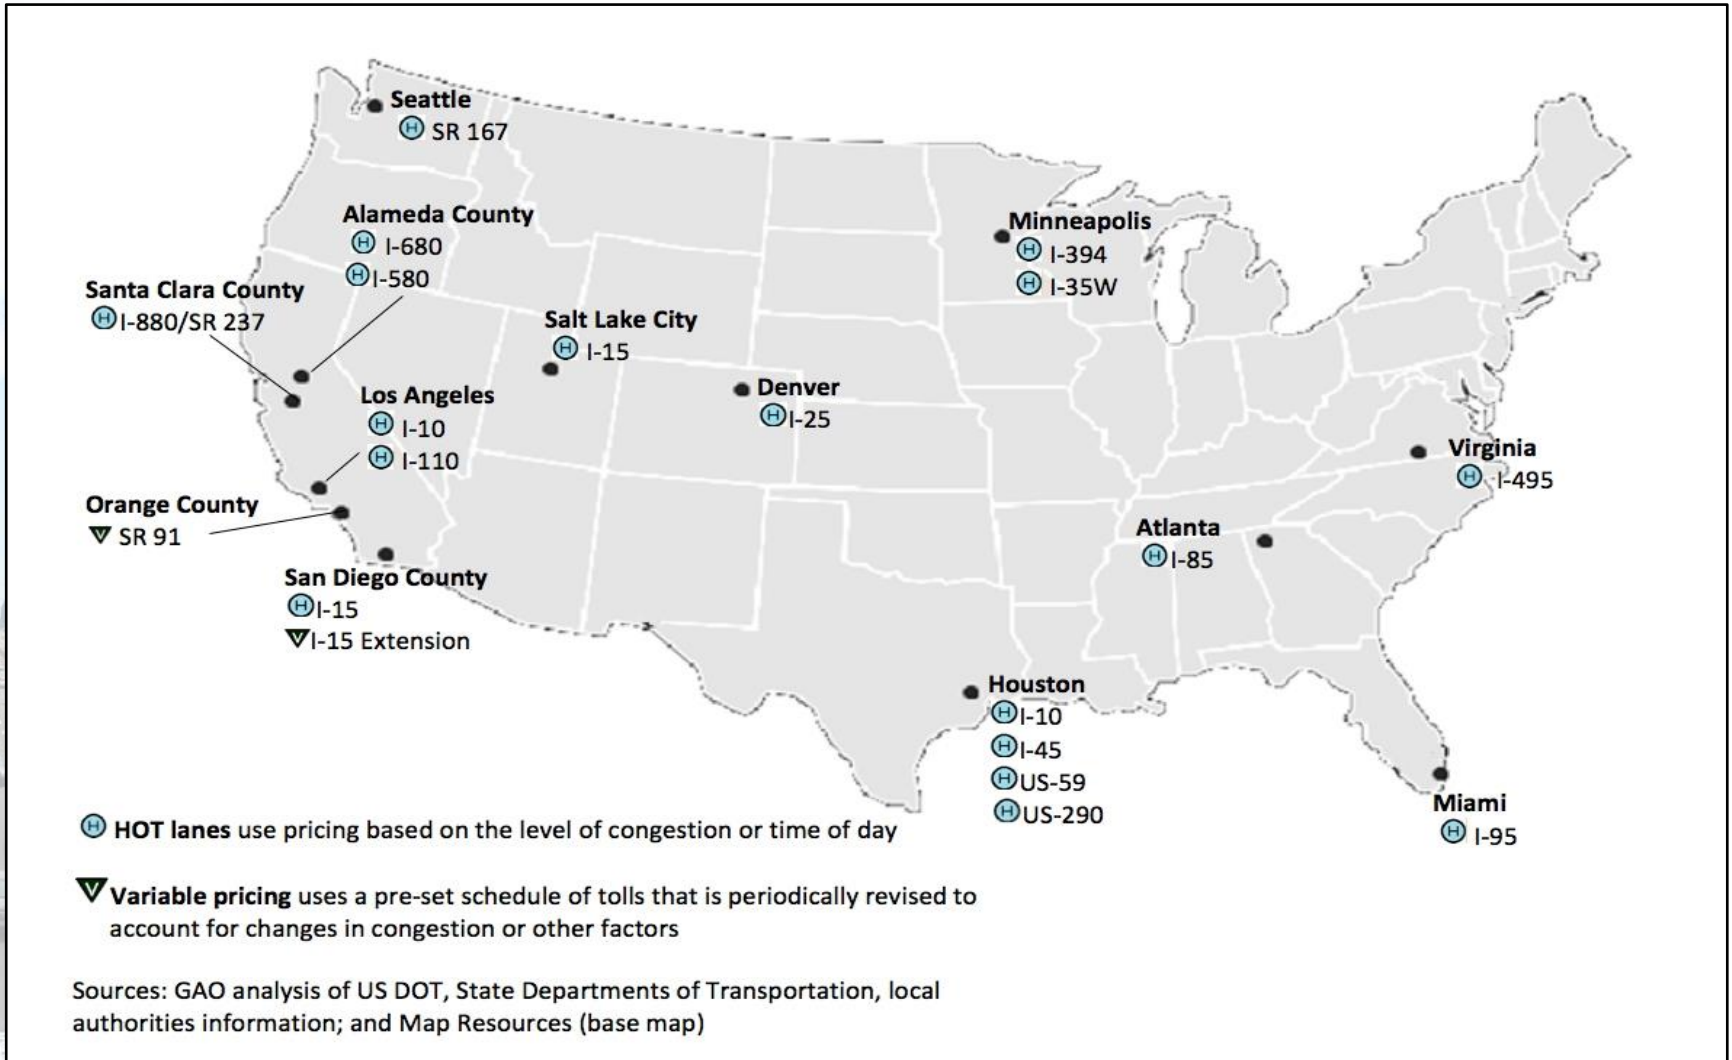 Seattle
H SR 167
Alameda County
H I-680
H I-580
Santa Clara County
H I-880/SR 237
Salt Lake City
H I-15
Los Angeles
H I-10
H I-110
Orange County
V SR 91
San Diego County
H I-15
V I-15 Extension
Denver
H I-25
Minneapolis
H I-394
H I-35W
Virginia
H I-495
Atlanta
H I-85
Houston
H I-10
H I-45
H US-59
H US-290
Miami
H I-95
H HOT lanes use pricing based on the level of congestion or time of day
V Variable pricing uses a pre-set schedule of tolls that is periodically revised to
account for changes in congestion or other factors
Sources: GAO analysis of US DOT, State Departments of Transportation, local
authorities information; and Map Resources (base map)